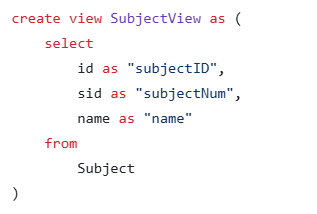 create view SubjectView as (
    select
        id as "subjectID",
        sid as "subjectNum",
        name as "name"
    from
        Subject
)